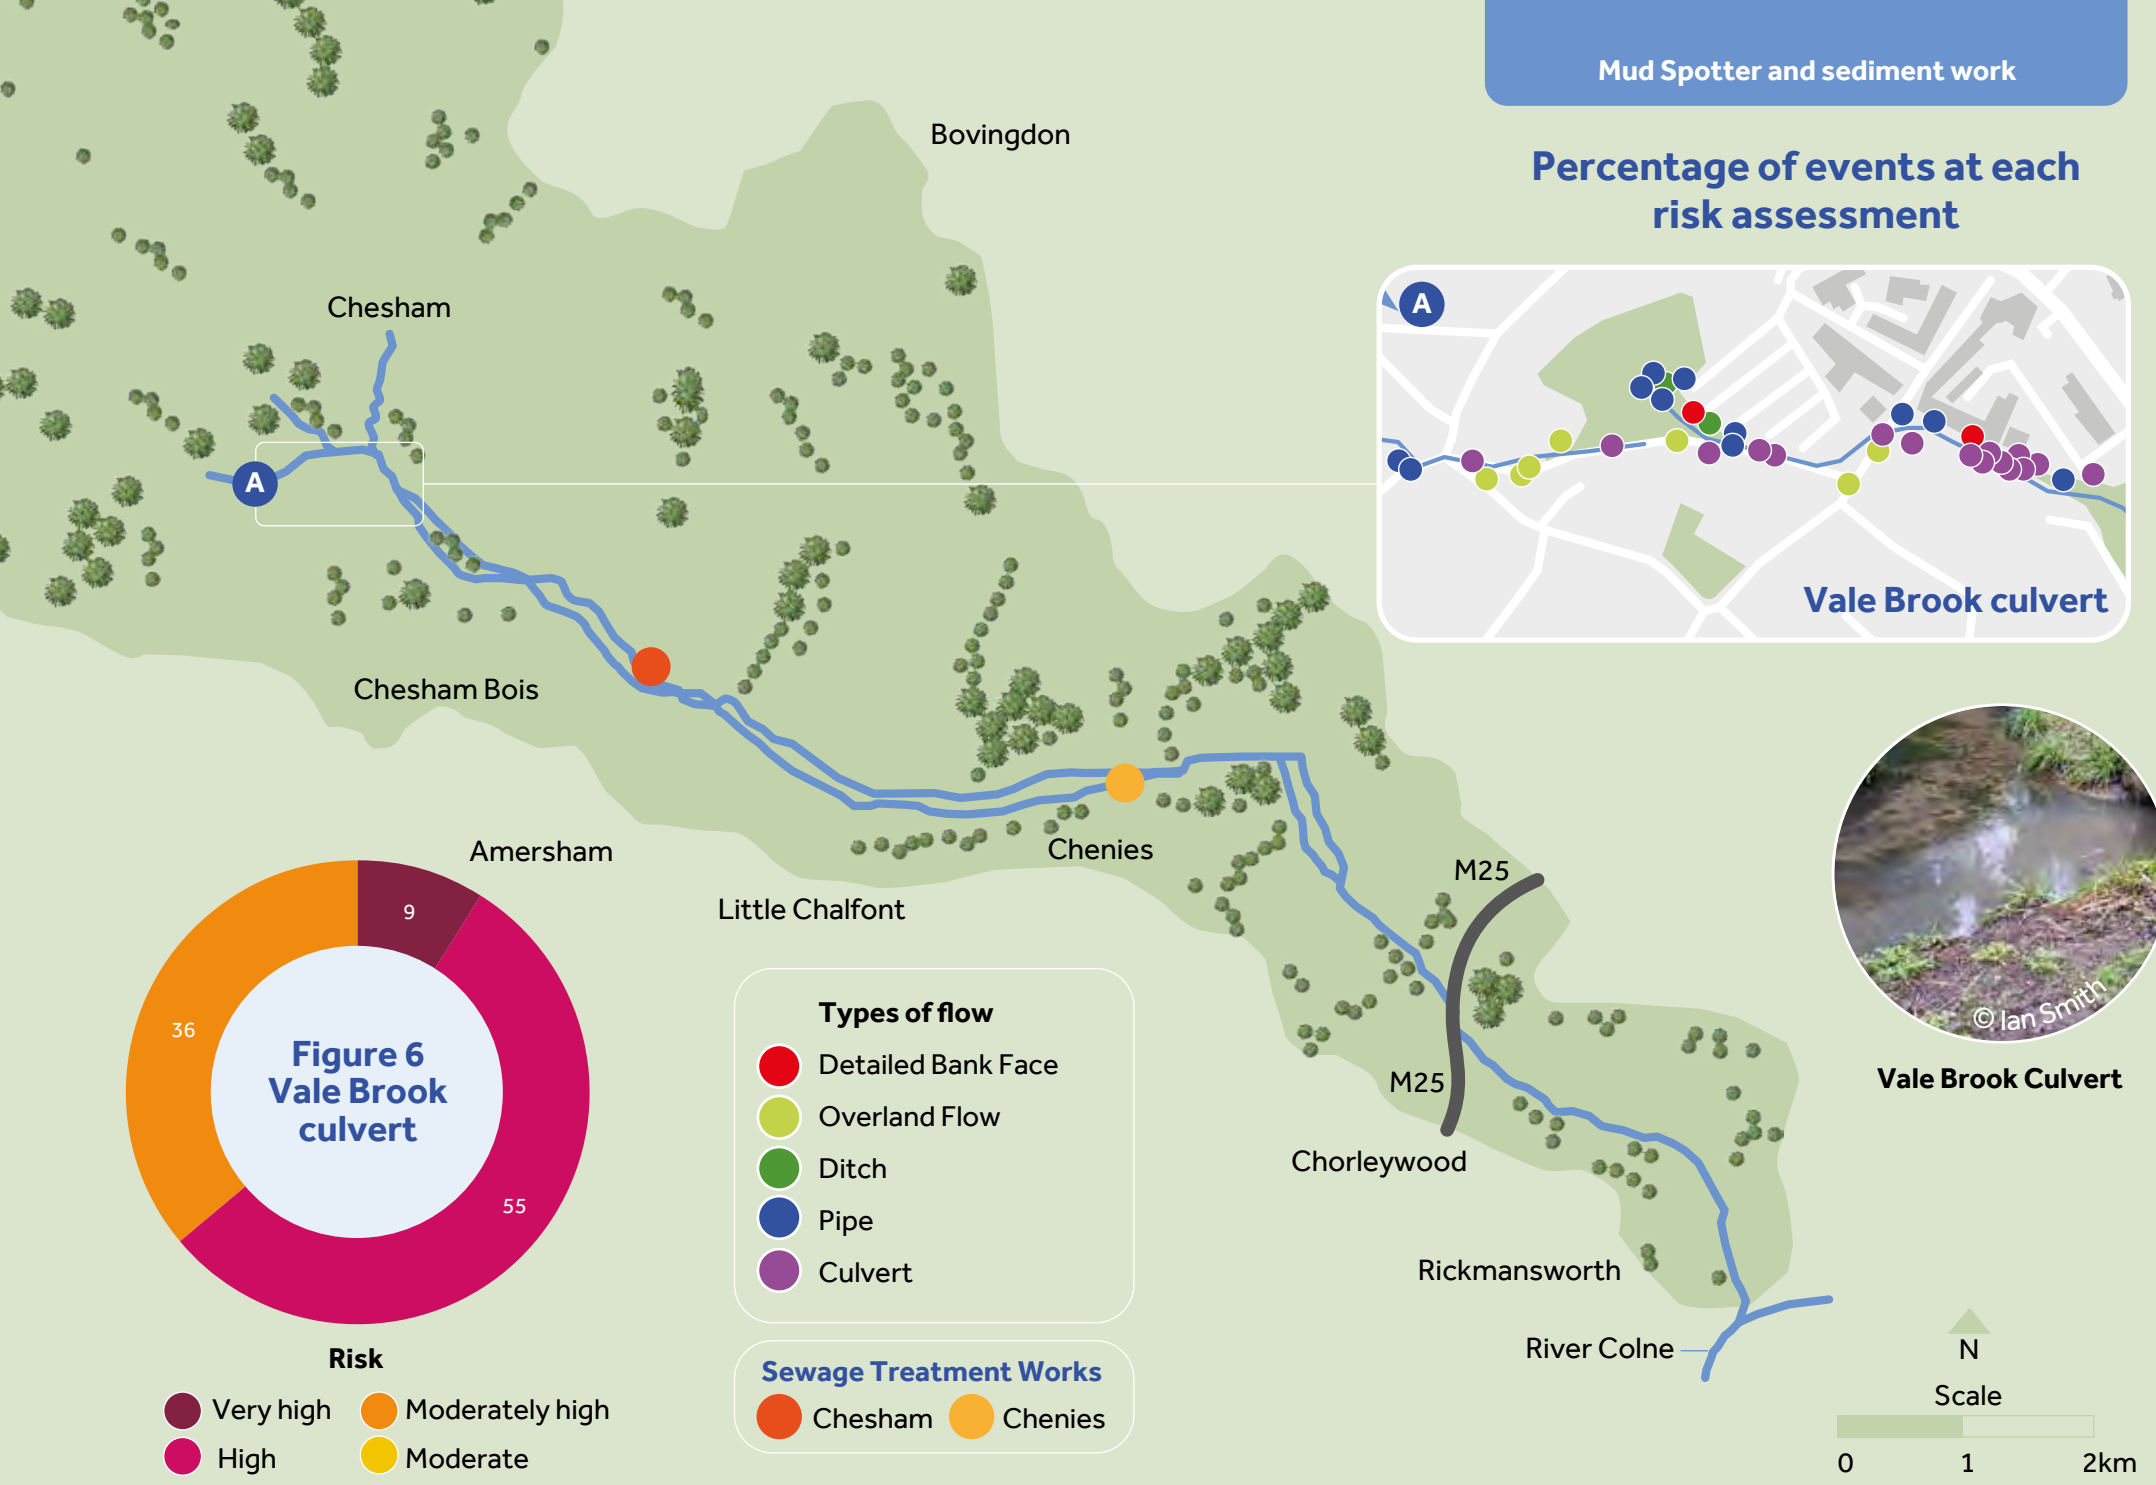 Mud Spotter and sediment work
Percentage of events at each
risk assessment
Bovingdon
Chesham
A
A
Vale Brook culvert
Chesham Bois
Amersham
Little Chalfont
Chenies
M25
M25
Chorleywood
Rickmansworth
River Colne
© Ian Smith
Vale Brook Culvert
9
36
55
Figure 6
Vale Brook
culvert
Risk
Very high
Moderately high
High
Moderate
Types of flow
Detailed Bank Face
Overland Flow
Ditch
Pipe
Culvert
Sewage Treatment Works
Chesham
Chenies
N
Scale
0 1 2km